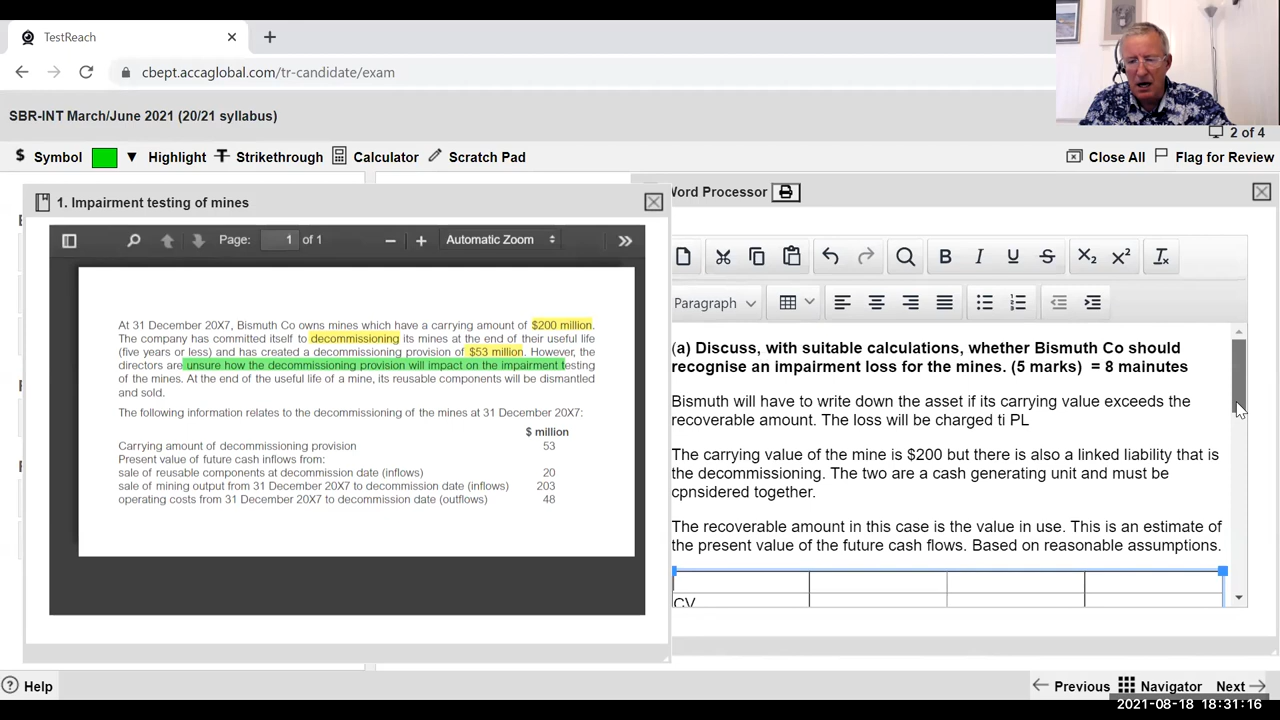 TestReach
cbept.accaglobal.com/tr-candidate/exam
SBR-INT March/June 2021 (20/21 syllabus)
2 of 4
$ Symbol Highlight Strikethrough Calculator Scratch Pad Close All Flag for Review
1. Impairment testing of mines
Page: 1 of 1 Automatic Zoom
At 31 December 20X7, Bismuth Co owns mines which have a carrying amount of $200 million.
The company has committed itself to decommissioning its mines at the end of their useful life
(five years or less) and has created a decommissioning provision of $53 million. However, the
directors are unsure how the decommissioning provision will impact on the impairment testing
of the mines. At the end of the useful life of a mine, its reusable components will be dismantled
and sold.
The following information relates to the decommissioning of the mines at 31 December 20X7:
$ million
Carrying amount of decommissioning provision 53
Present value of future cash inflows from:
sale of reusable components at decommission date (inflows) 20
sale of mining output from 31 December 20X7 to decommission date (inflows) 203
operating costs from 31 December 20X7 to decommission date (outflows) 48
Word Processor
B I U S X2 X2 Tx
Paragraph
(a) Discuss, with suitable calculations, whether Bismuth Co should
recognise an impairment loss for the mines. (5 marks) = 8 mainutes
Bismuth will have to write down the asset if its carrying value exceeds the
recoverable amount. The loss will be charged ti PL
The carrying value of the mine is $200 but there is also a linked liability that is
the decommissioning. The two are a cash generating unit and must be
cpnsidered together.
The recoverable amount in this case is the value in use. This is an estimate of
the present value of the future cash flows. Based on reasonable assumptions.
CV
Help Previous Navigator Next
2021-08-18 18:31:16